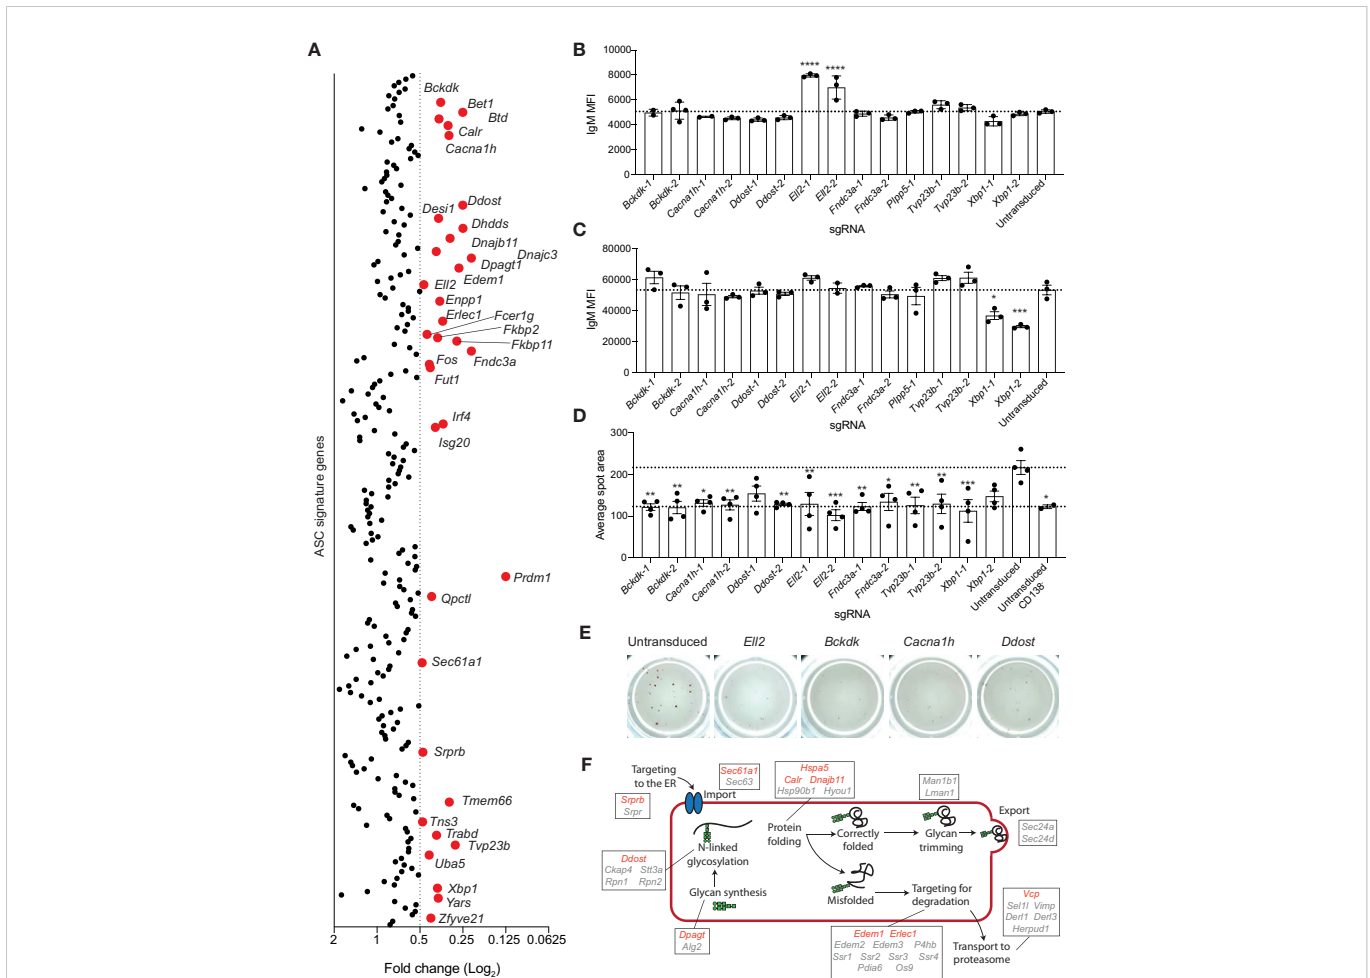 A
Bckdk
Bet1
Btd
Calr
Cacna1h
Ddost
Desi1
Dhdds
Dnajb11
Dnajc3
Dpagt1
Edem1
Ell2
Enpp1
Erlec1
Fcer1g
Fkbp2
Fkbp11
Fos
Fndc3a
Fut1
Irf4
Isg20
Prdm1
Qpctl
Sec61a1
Srprb
Tmem66
Tns3
Trabd
Tvp23b
Uba5
Xbp1
Yars
Zfyve21
ASC signature genes
2 1 0.5 0.25 0.125 0.0625
Fold change (Log2)
B
IgM MFI
10000
8000
6000
4000
2000
0
**** ****
Bckdk-1 Bckdk-2 Cacna1h-1 Cacna1h-2 Ddost-1 Ddost-2 Ell2-1 Ell2-2 Fndc3a-1 Fndc3a-2 Plpp5-1 Tvp23b-1 Tvp23b-2 Xbp1-1 Xbp1-2 Untransduced
sgRNA
C
IgM MFI
80000
60000
40000
20000
0
* ***
Bckdk-1 Bckdk-2 Cacna1h-1 Cacna1h-2 Ddost-1 Ddost-2 Ell2-1 Ell2-2 Fndc3a-1 Fndc3a-2 Plpp5-1 Tvp23b-1 Tvp23b-2 Xbp1-1 Xbp1-2 Untransduced
sgRNA
D
Average spot area
300
200
100
0
** ** * ** ** ** *** ** * ** ** *** *
Bckdk-1 Bckdk-2 Cacna1h-1 Cacna1h-2 Ddost-1 Ddost-2 Ell2-1 Ell2-2 Fndc3a-1 Fndc3a-2 Tvp23b-1 Tvp23b-2 Xbp1-1 Xbp1-2 Untransduced Untransduced CD138-
sgRNA
E
Untransduced Ell2 Bckdk Cacna1h Ddost
F
Targeting
to the ER
Import
Srprb
Srpr
Sec61a1
Sec63
Hspa5
Calr Dnajb11
Hsp90b1 Hyou1
Man1b1
Lman1
Export
Sec24a
Sec24d
Protein
folding
Correctly
folded
Glycan
trimming
N-linked
glycosylation
Ddost
Ckap4 Stt3a
Rpn1 Rpn2
Glycan synthesis
Dpagt
Alg2
Misfolded
Targeting for
degradation
Edem1 Erlec1
Edem2 Edem3 P4hb
Ssr1 Ssr2 Ssr3 Ssr4
Pdia6 Os9
Transport to
proteasome
Vcp
Sel1l Vimp
Derl1 Derl3
Herpud1